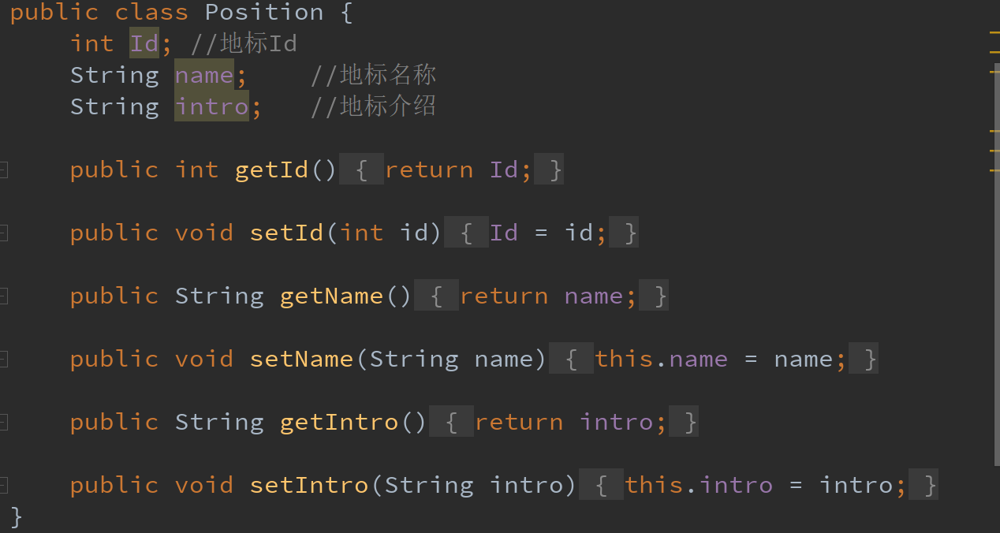 public class Position {
int Id; //地标Id
String name; //地标名称
String intro; //地标介绍
public int getId() { return Id; }
public void setId(int id) { Id = id; }
public String getName() { return name; }
public void setName(String name) { this.name = name; }
public String getIntro() { return intro; }
public void setIntro(String intro) { this.intro = intro; }
}